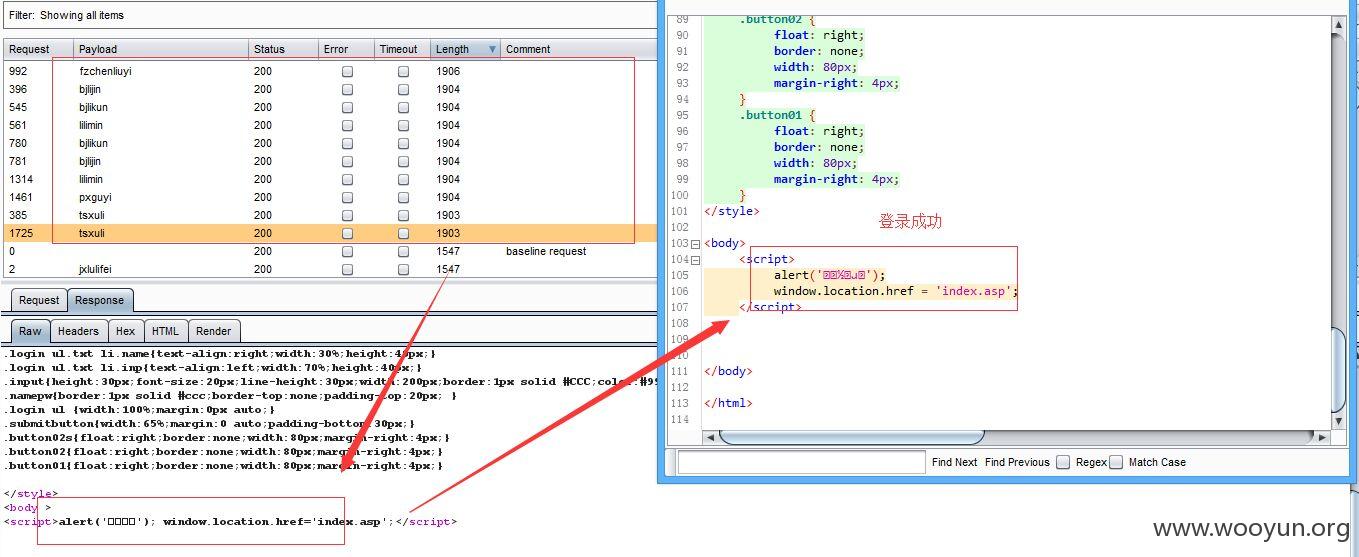 Filter: Showing all items
Request Payload Status Error Timeout Length Comment
992 fzchenliuyi 200 1906
396 bjlijin 200 1904
545 bjlikun 200 1904
561 lilimin 200 1904
780 bjlikun 200 1904
781 bjlijin 200 1904
1314 lilimin 200 1904
1461 pxguyi 200 1904
385 tsxuli 200 1903
1725 tsxuli 200 1903
0 200 1547 baseline request
2 jxlulifei 200 1547
Request Response
Raw Headers Hex HTML Render
.login ul.txt li.name{text-align:right;width:30%;height:40px;}
.login ul.txt li.inp{text-align:left;width:70%;height:40px;}
.input{height:30px;font-size:20px;line-height:30px;width:200px;border:1px solid #CCC;color:#99
.namepw{border:1px solid #ccc;border-top:none;padding-top:20px; }
.login ul {width:100%;margin:0px auto;}
.submitbutton{width:65%;margin:0 auto;padding-bottom:30px;}
.button02s{float:right;border:none;width:80px;margin-right:4px;}
.button02{float:right;border:none;width:80px;margin-right:4px;}
.button01{float:right;border:none;width:80px;margin-right:4px;}
</style>
<body >
<script>alert('); window.location.href='index.asp';</script>
89 .button02 {
90 float: right;
91 border: none;
92 width: 80px;
93 margin-right: 4px;
94 }
95 .button01 {
96 float: right;
97 border: none;
98 width: 80px;
99 margin-right: 4px;
100 }
101 </style>
102
登录成功
103 <body>
104 <script>
105 alert(' ');
106 window.location.href = 'index.asp';
107 </script>
108
109
110
111 </body>
112
113 </html>
114
Find Next Find Previous Regex Match Case
www.wooyun.org